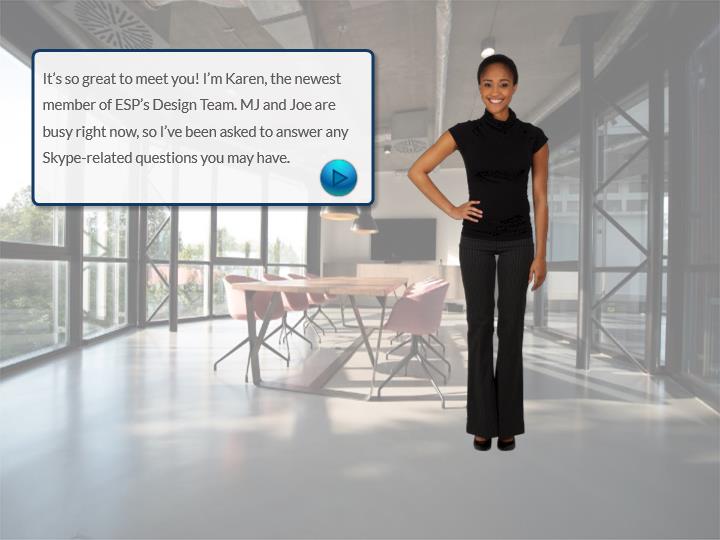 It's so great to meet you! I'm Karen, the newest
member of ESP's Design Team. MJ and Joe are
busy right now, so I've been asked to answer any
Skype-related questions you may have.